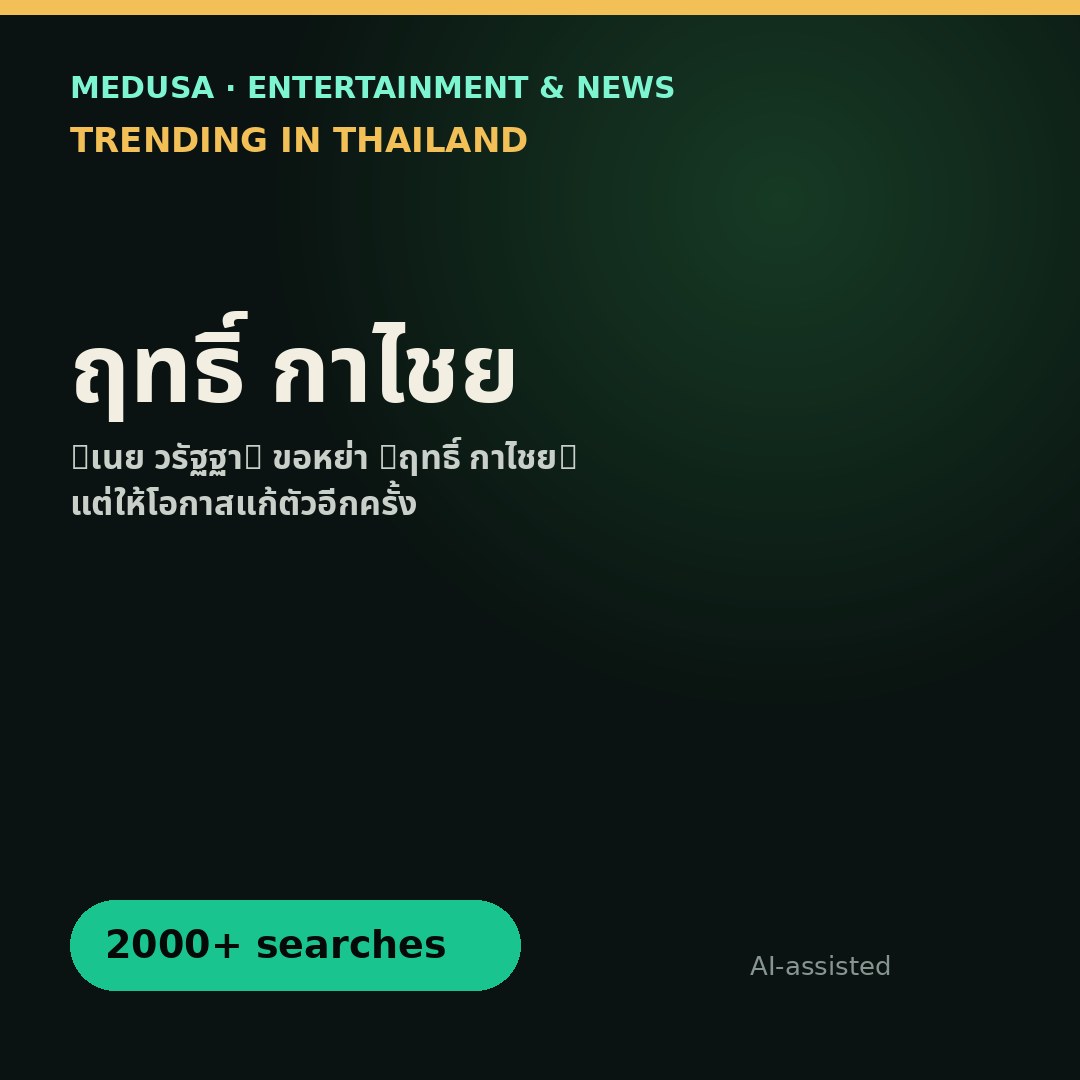 MEDUSA · ENTERTAINMENT & NEWS
TRENDING IN THAILAND
ฤทธิ์ กาไชย
▯เนย วรัฐฐา▯ ขอหย่า ▯ฤทธิ์ กาไชย▯
แต่ให้โอกาสแก้ตัวอีกครั้ง
2000+ searches
AI-assisted